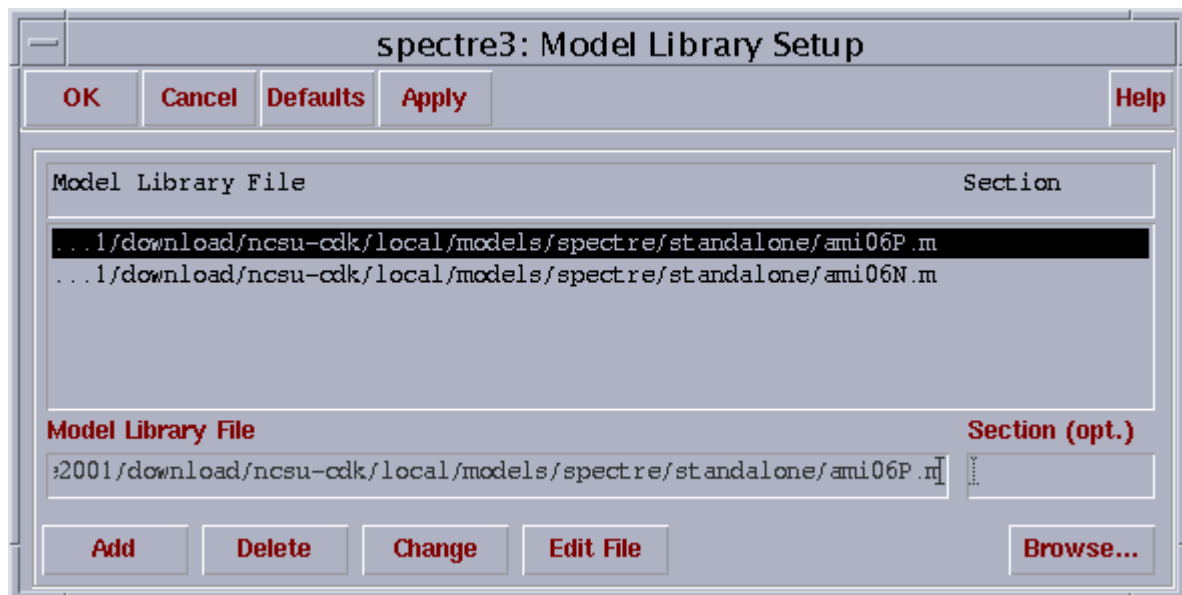 spectre3: Model Library Setup
OK Cancel Defaults Apply Help
Model Library File Section
...1/download/ncsu-cdk/local/models/spectre/standalone/ami06P.m
...1/download/ncsu-cdk/local/models/spectre/standalone/ami06N.m
Model Library File Section (opt.)
2001/download/ncsu-cdk/local/models/spectre/standalone/ami06P.m
Add Delete Change Edit File Browse...